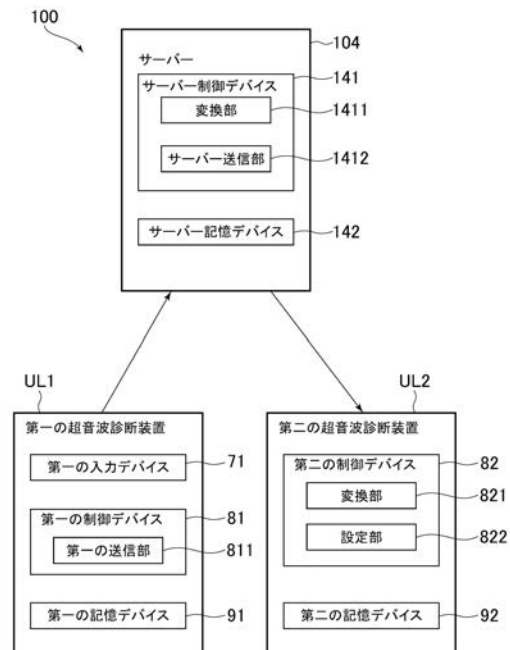 100
104
サーバー
141
サーバー制御デバイス
変換部
1411
サーバー送信部
1412
サーバー記憶デバイス
142
UL1
第一の超音波診断装置
第一の入力デバイス
71
第一の制御デバイス
81
第一の送信部
811
第一の記憶デバイス
91
UL2
第二の超音波診断装置
第二の制御デバイス
82
変換部
821
設定部
822
第二の記憶デバイス
92